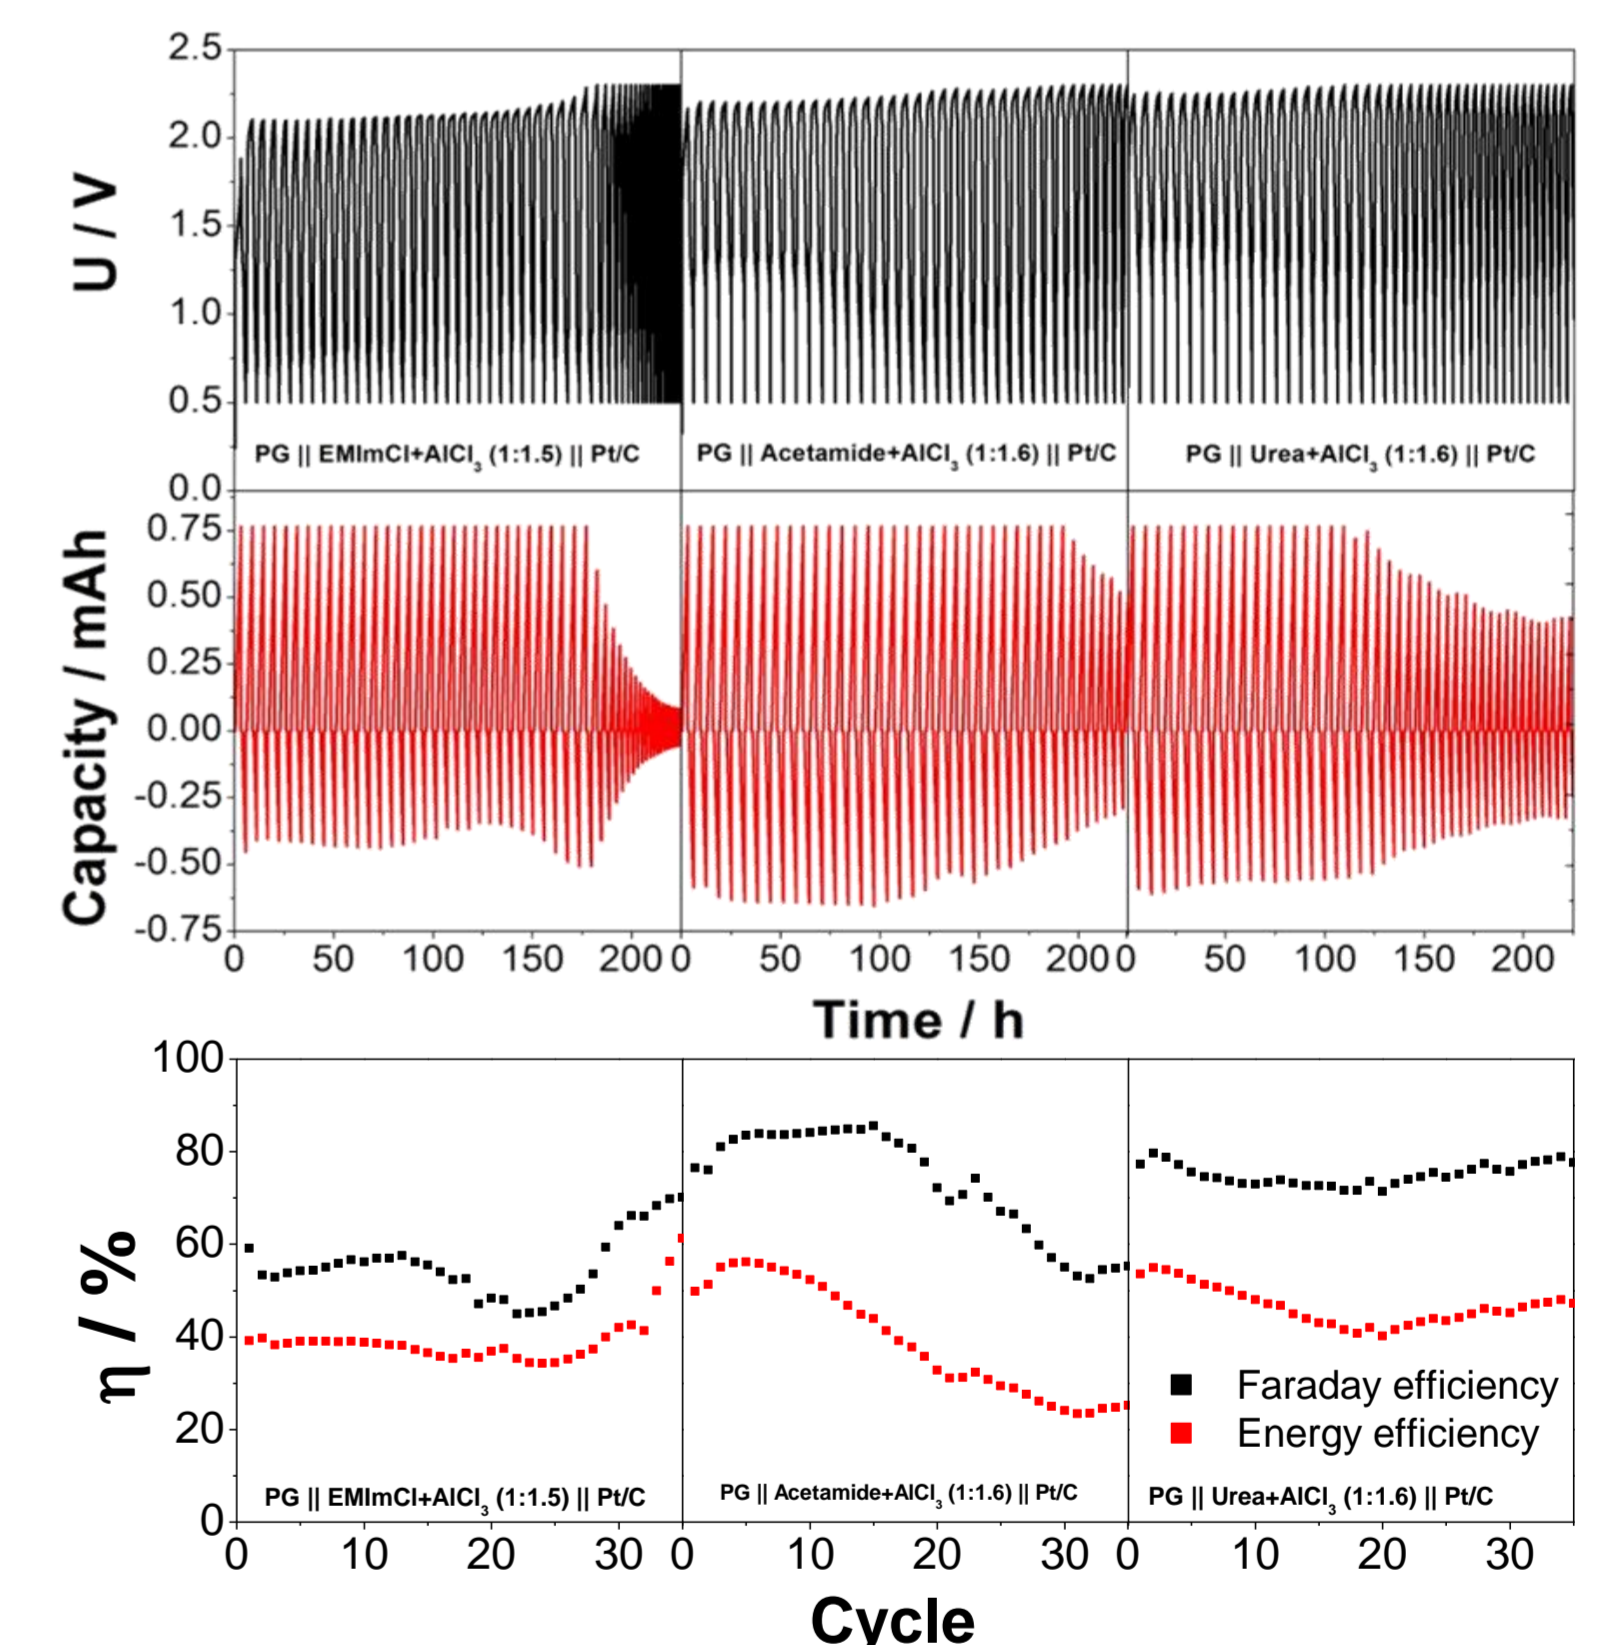 2.5
2.0
1.5
1.0
0.5
0.0
U / V
PG || EMImCl+AlCl3 (1:1.5) || Pt/C
PG || Acetamide+AlCl3 (1:1.6) || Pt/C
PG || Urea+AlCl3 (1:1.6) || Pt/C
0.75
0.50
0.25
0.00
-0.25
-0.50
-0.75
Capacity / mAh
0 50 100 150 200 0 50 100 150 200 0 50 100 150 200
Time / h
100
80
60
40
20
0
η / %
Faraday efficiency
Energy efficiency
PG || EMImCl+AlCl3 (1:1.5) || Pt/C
PG || Acetamide+AlCl3 (1:1.6) || Pt/C
PG || Urea+AlCl3 (1:1.6) || Pt/C
0 10 20 30 0 10 20 30 0 10 20 30
Cycle